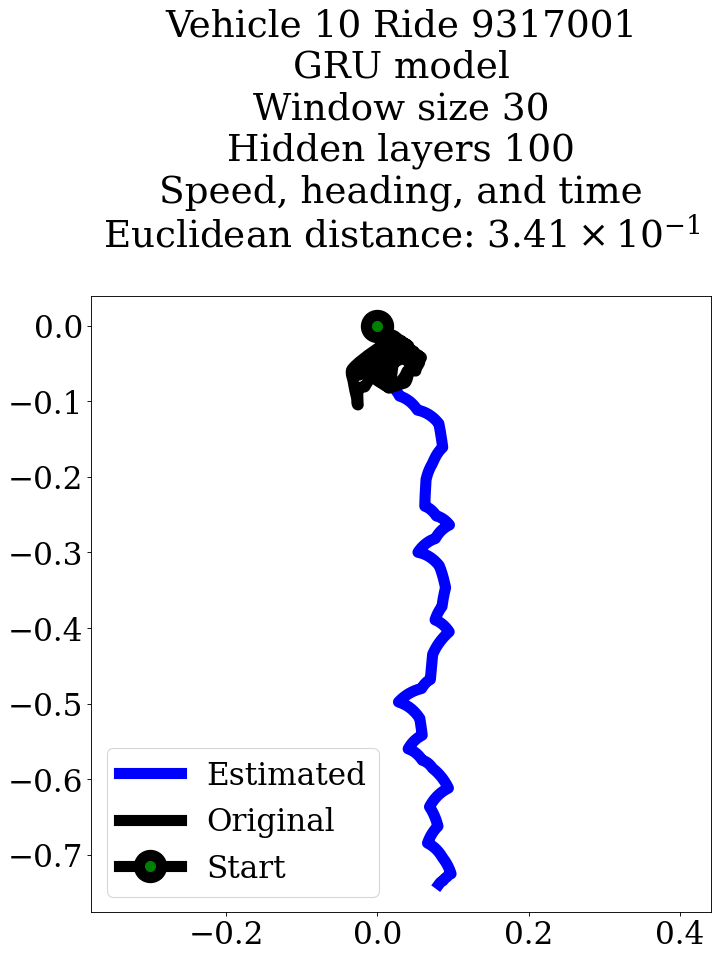 Vehicle 10 Ride 9317001
GRU model
Window size 30
Hidden layers 100
Speed, heading, and time
Euclidean distance: 3.41 × 10⁻¹
0.0
−0.1
−0.2
−0.3
−0.4
−0.5
−0.6
−0.7
Estimated
Original
Start
−0.2
0.0
0.2
0.4